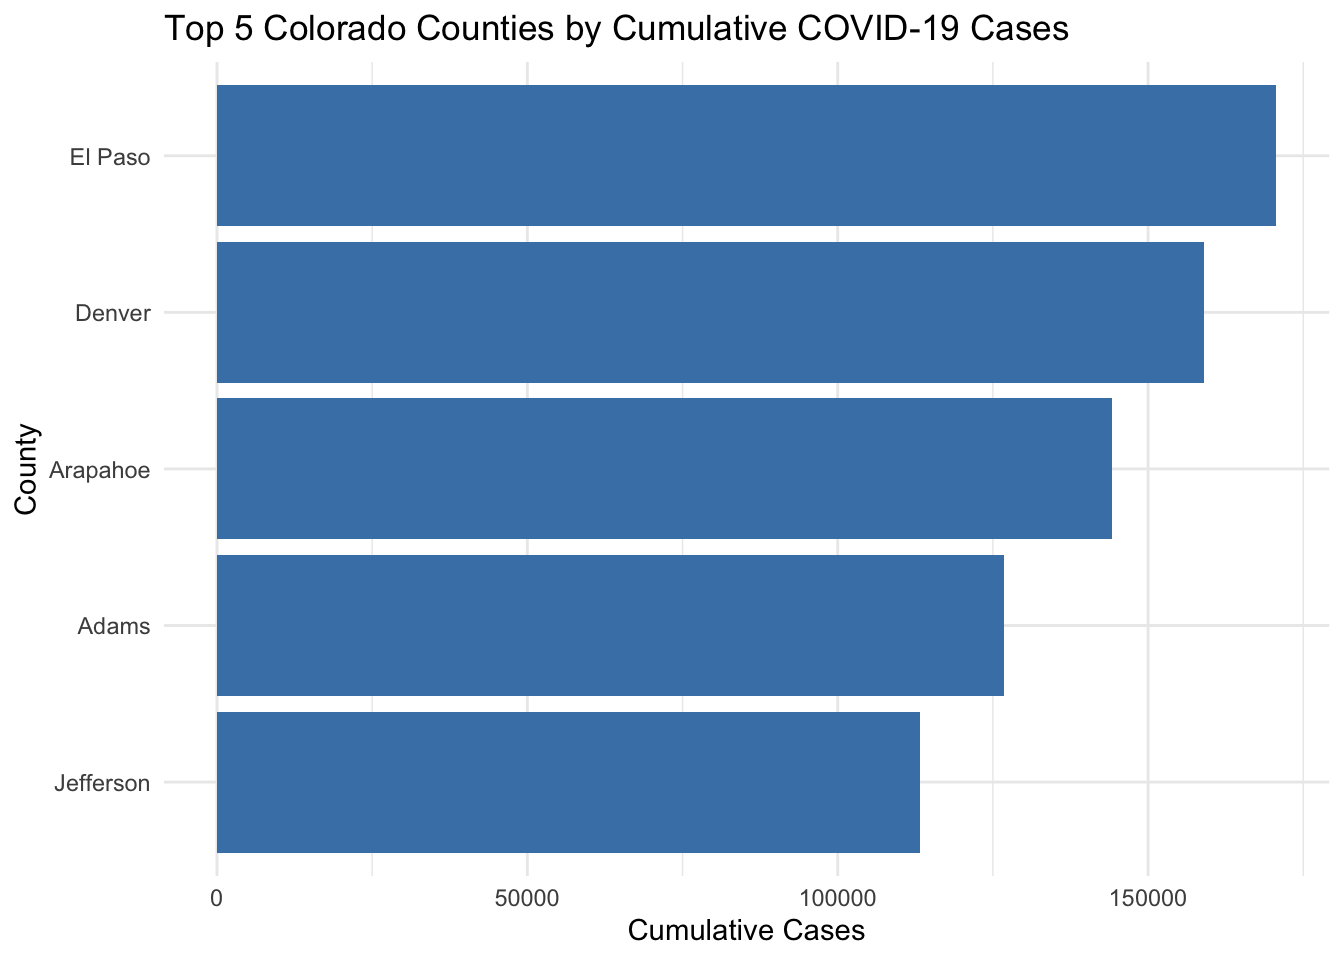 Top 5 Colorado Counties by Cumulative COVID-19 Cases
El Paso
Denver
Arapahoe
Adams
Jefferson
County
0 50000 100000 150000
Cumulative Cases